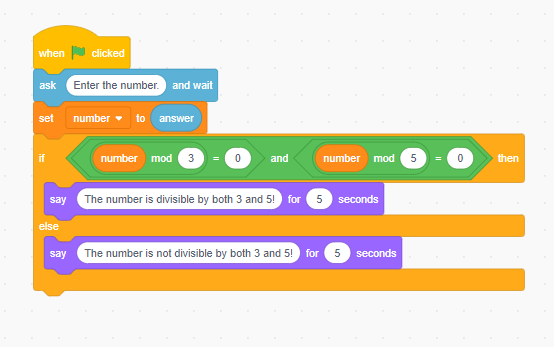 when clicked
ask Enter the number. and wait
set number to answer
if number mod 3 = 0 and number mod 5 = 0 then
say The number is divisible by both 3 and 5! for 5 seconds
else
say The number is not divisible by both 3 and 5! for 5 seconds